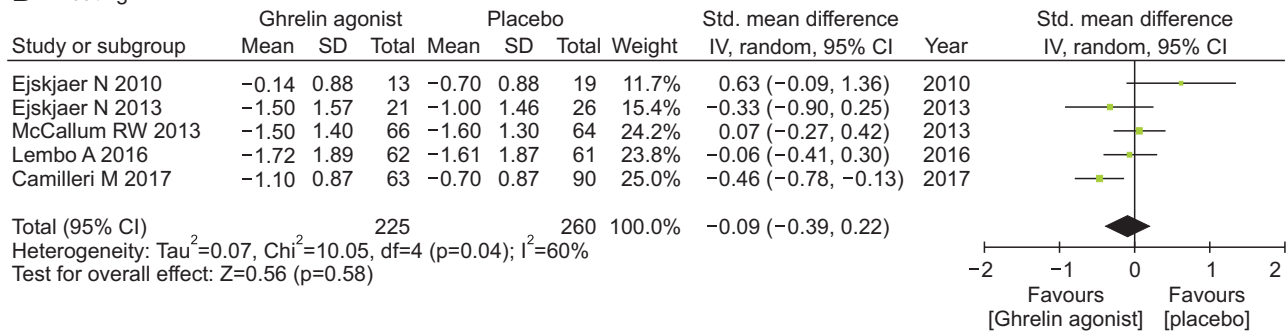 Ghrelin agonist Placebo Std. mean difference Std. mean difference
Study or subgroup Mean SD Total Mean SD Total Weight IV, random, 95% CI Year IV, random, 95% CI
Ejskjaer N 2010 −0.14 0.88 13 −0.70 0.88 19 11.7% 0.63 (−0.09, 1.36) 2010
Ejskjaer N 2013 −1.50 1.57 21 −1.00 1.46 26 15.4% −0.33 (−0.90, 0.25) 2013
McCallum RW 2013 −1.50 1.40 66 −1.60 1.30 64 24.2% 0.07 (−0.27, 0.42) 2013
Lembo A 2016 −1.72 1.89 62 −1.61 1.87 61 23.8% −0.06 (−0.41, 0.30) 2016
Camilleri M 2017 −1.10 0.87 63 −0.70 0.87 90 25.0% −0.46 (−0.78, −0.13) 2017
Total (95% CI) 225 260 100.0% −0.09 (−0.39, 0.22)
Heterogeneity: Tau²=0.07, Chi²=10.05, df=4 (p=0.04); I²=60%
Test for overall effect: Z=0.56 (p=0.58)
−2 −1 0 1 2
Favours Favours
[Ghrelin agonist] [placebo]